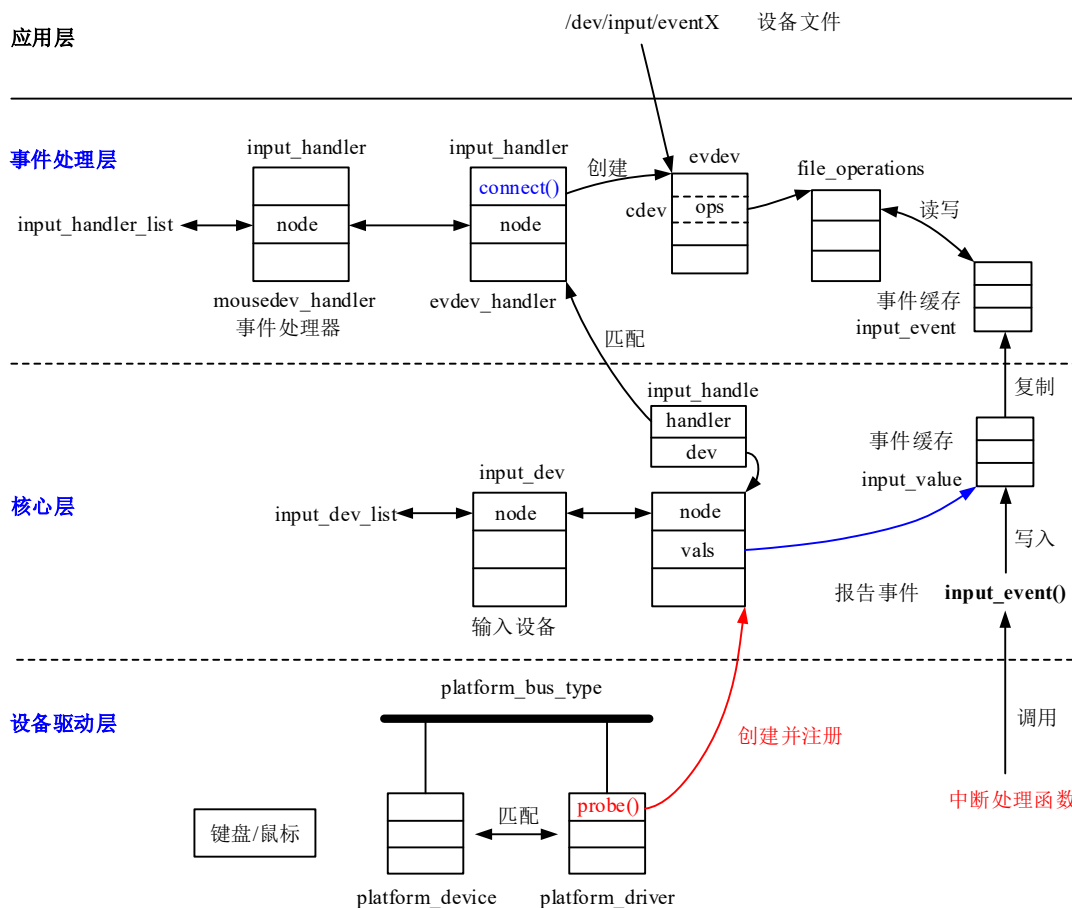 /dev/input/eventX 设备文件
应用层
事件处理层
input_handler
input_handler
evdev
file_operations
connect()
创建
cdev
ops
读写
input_handler_list
node
node
mousedev_handler
事件处理器
evdev_handler
事件缓存
input_event
匹配
复制
input_handle
handler
dev
事件缓存
input_value
input_dev
核心层
input_dev_list
node
node
vals
写入
报告事件
input_event()
输入设备
platform_bus_type
设备驱动层
创建并注册
调用
中断处理函数
probe()
匹配
键盘/鼠标
platform_device
platform_driver